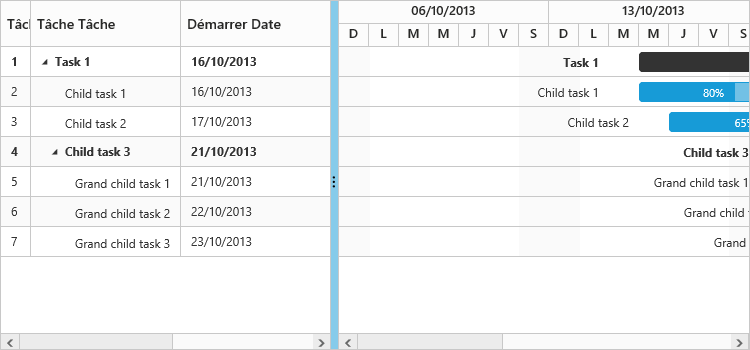 Tâche Tâche Démarrer Date
06/10/2013 13/10/2013
D L M M J V S D L M M J V S
1 Task 1 16/10/2013 Task 1
2 Child task 1 16/10/2013 Child task 1 80%
3 Child task 2 17/10/2013 Child task 2 65%
4 Child task 3 21/10/2013 Child task 3
5 Grand child task 1 21/10/2013 Grand child task 1
6 Grand child task 2 22/10/2013 Grand child
7 Grand child task 3 23/10/2013 Grand